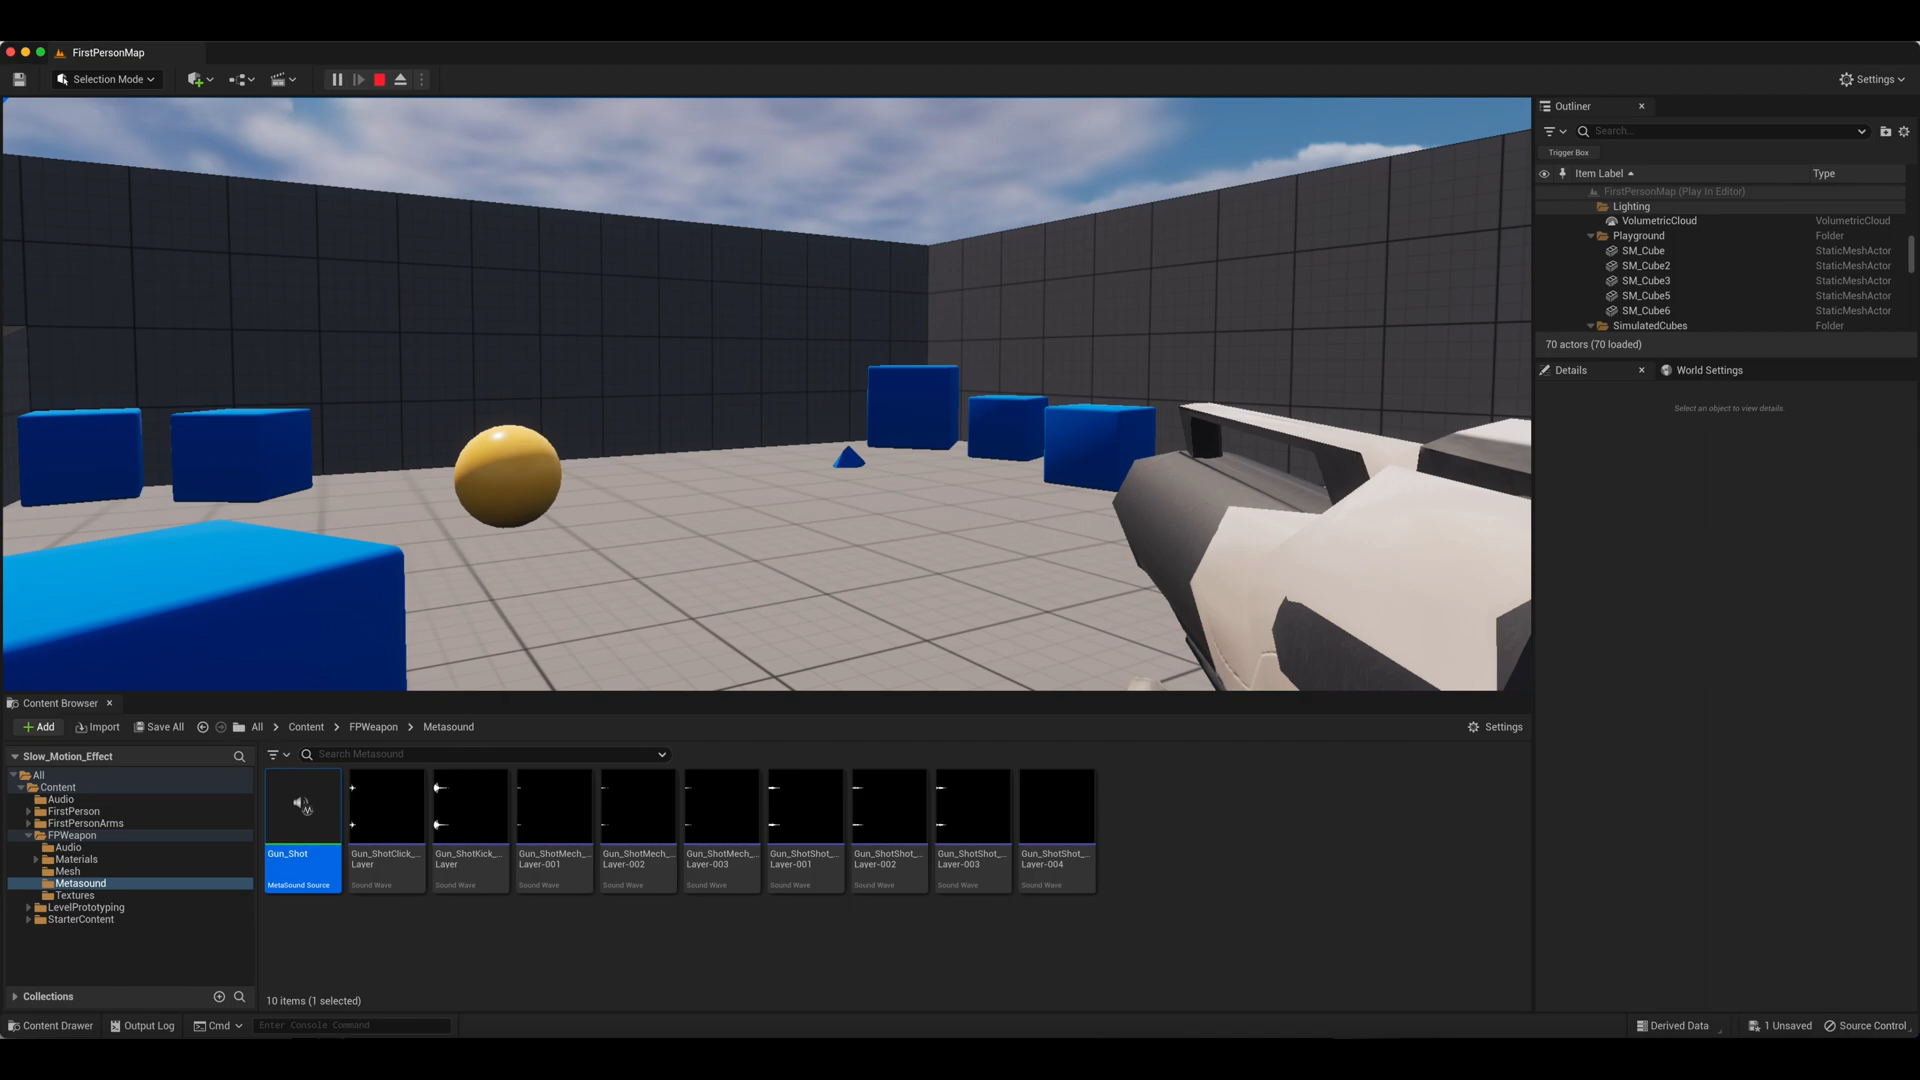 FirstPersonMap
Selection Mode
Settings
Outliner
Search...
Trigger Box
Item Label
Type
FirstPersonMap (Play In Editor)
Lighting
VolumetricCloud VolumetricCloud
Playground Folder
SM_Cube StaticMeshActor
SM_Cube2 StaticMeshActor
SM_Cube3 StaticMeshActor
SM_Cube5 StaticMeshActor
SM_Cube6 StaticMeshActor
SimulatedCubes Folder
70 actors (70 loaded)
Details
World Settings
Select an object to view details.
Content Browser
Add
Import
Save All
All
Content
FPWeapon
Metasound
Settings
Slow_Motion_Effect
All
Content
Audio
FirstPerson
FirstPersonArms
FPWeapon
Audio
Materials
Mesh
Metasound
Textures
LevelPrototyping
StarterContent
Collections
Search Metasound
Gun_Shot
MetaSound Source
Gun_ShotClick_...
Layer
Sound Wave
Gun_ShotKick_...
Layer
Sound Wave
Gun_ShotMech_...
Layer-001
Sound Wave
Gun_ShotMech_...
Layer-002
Sound Wave
Gun_ShotMech_...
Layer-003
Sound Wave
Gun_ShotShot_...
Layer-001
Sound Wave
Gun_ShotShot_...
Layer-002
Sound Wave
Gun_ShotShot_...
Layer-003
Sound Wave
Gun_ShotShot_...
Layer-004
Sound Wave
10 items (1 selected)
Content Drawer
Output Log
Cmd
Enter Console Command
Derived Data
1 Unsaved
Source Control